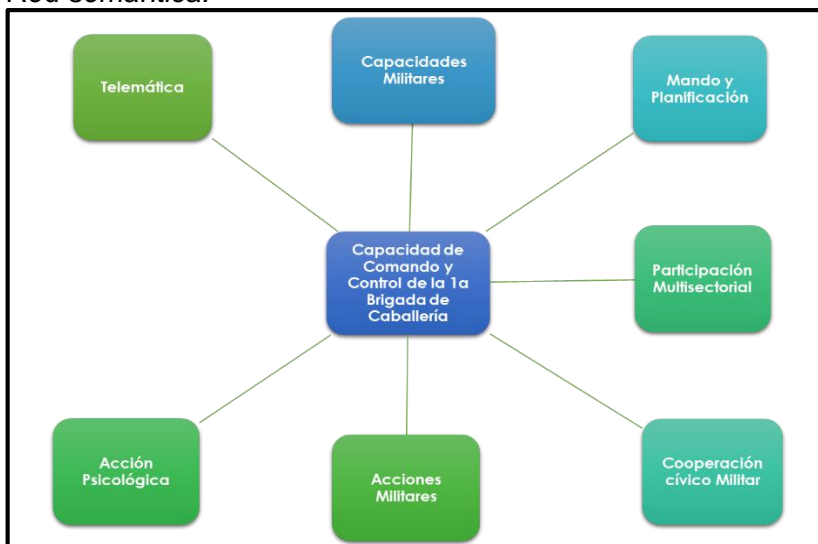 Red semántica.
Capacidades
Militares
Telemática
Mando y
Planificación
Capacidad de
Comando y
Control de la 1a
Brigada de
Caballería
Participación
Multisectorial
Acción
Psicológica
Acciones
Militares
Cooperación
cívico Militar